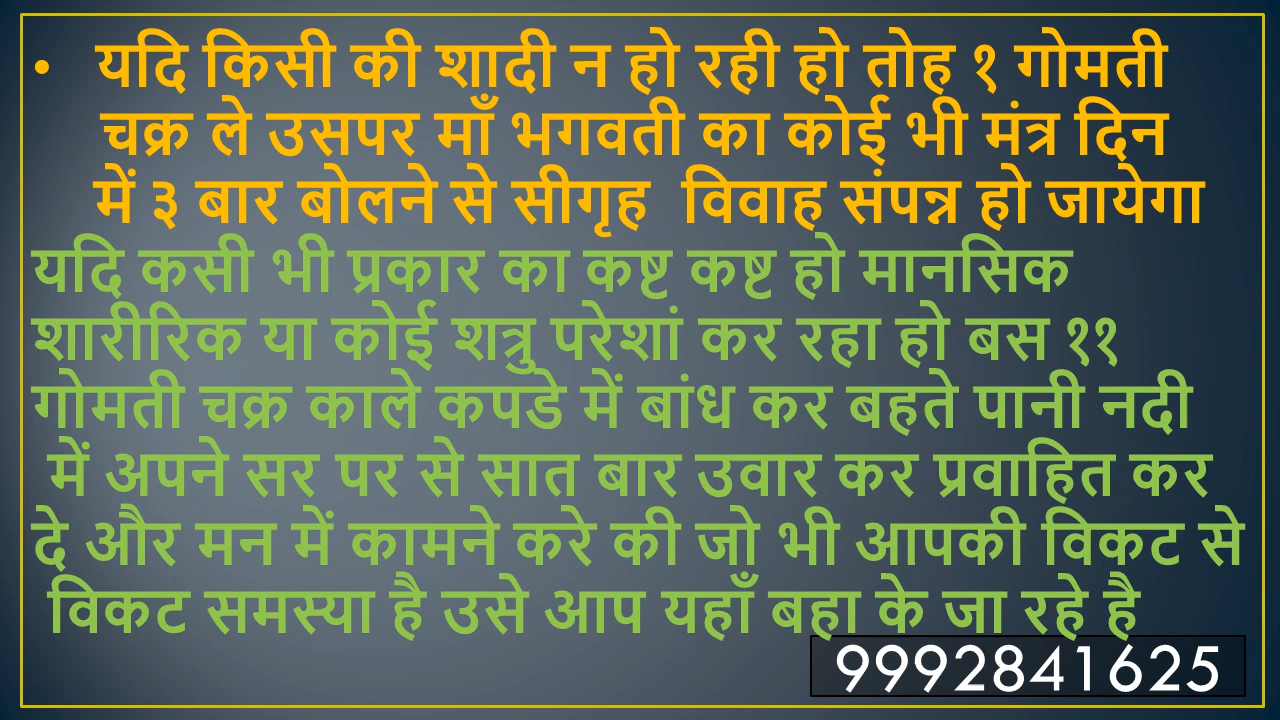 • यदि किसी की शादी न हो रही हो तोह १ गोमती
चक्र ले उसपर माँ भगवती का कोई भी मंत्र दिन
में ३ बार बोलने से सीगृह विवाह संपन्न हो जायेगा
यदि कसी भी प्रकार का कष्ट कष्ट हो मानसिक
शारीरिक या कोई शत्रु परेशां कर रहा हो बस ११
गोमती चक्र काले कपडे में बांध कर बहते पानी नदी
में अपने सर पर से सात बार उवार कर प्रवाहित कर
दे और मन में कामने करे की जो भी आपकी विकट से
विकट समस्या है उसे आप यहाँ बहा के जा रहे है
9992841625